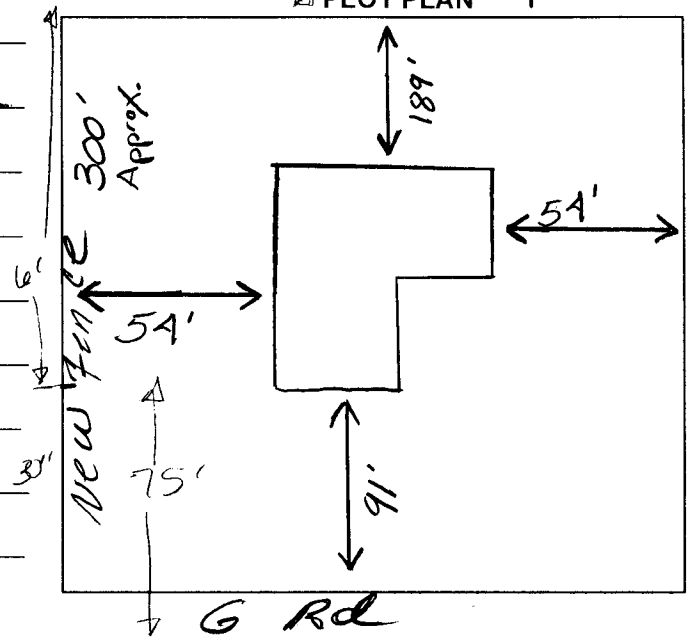 PLOT PLAN
189'
300'
Approx.
54'
54'
6'
New Fence
30"
75'
91'
G Rd